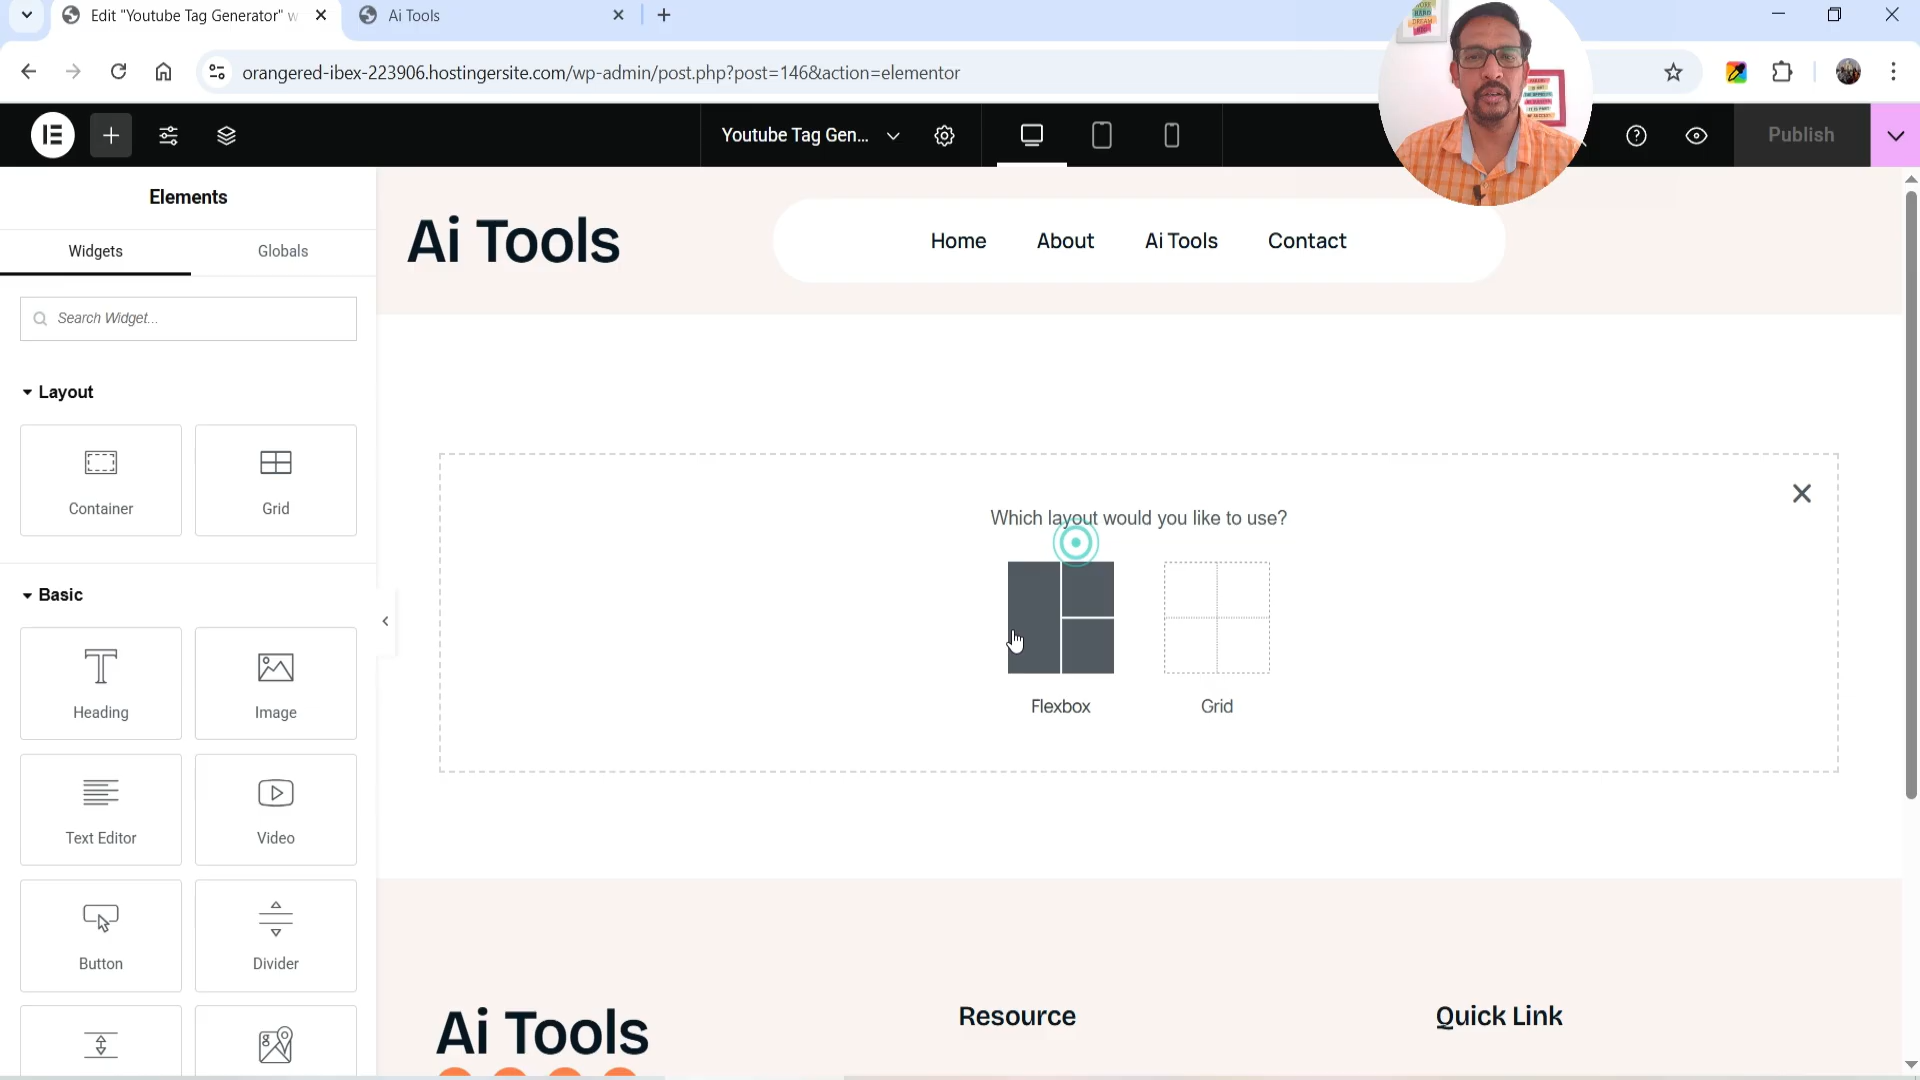 Edit "Youtube Tag Generator" w
Ai Tools
orangered-ibex-223906.hostingersite.com/wp-admin/post.php?post=146&action=elementor
Youtube Tag Gen...
Publish
Elements
Widgets
Globals
Search Widget...
Layout
Container
Grid
Basic
Heading
Image
Text Editor
Video
Button
Divider
Ai Tools
Home
About
Ai Tools
Contact
Which layout would you like to use?
Flexbox
Grid
Ai Tools
Resource
Quick Link